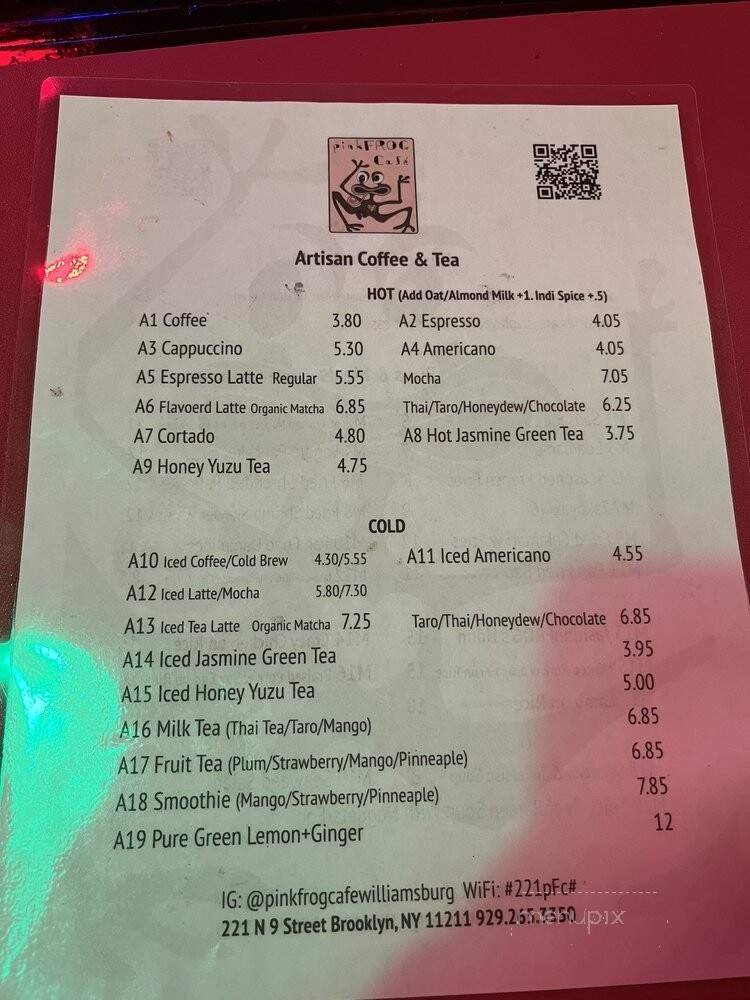 pinkFROG
Café
Artisan Coffee & Tea
HOT (Add Oat/Almond Milk +1. Indi Spice +.5)
A1 Coffee 3.80 A2 Espresso 4.05
A3 Cappuccino 5.30 A4 Americano 4.05
A5 Espresso Latte Regular 5.55 Mocha 7.05
A6 Flavoerd Latte Organic Matcha 6.85 Thai/Taro/Honeydew/Chocolate 6.25
A7 Cortado 4.80 A8 Hot Jasmine Green Tea 3.75
A9 Honey Yuzu Tea 4.75
COLD
A10 Iced Coffee/Cold Brew 4.30/5.55 A11 Iced Americano 4.55
A12 Iced Latte/Mocha 5.80/7.30
A13 Iced Tea Latte Organic Matcha 7.25 Taro/Thai/Honeydew/Chocolate 6.85
A14 Iced Jasmine Green Tea 3.95
A15 Iced Honey Yuzu Tea 5.00
A16 Milk Tea (Thai Tea/Taro/Mango) 6.85
A17 Fruit Tea (Plum/Strawberry/Mango/Pinneaple) 6.85
A18 Smoothie (Mango/Strawberry/Pinneaple) 7.85
A19 Pure Green Lemon+Ginger 12
IG: @pinkfrogcafewilliamsburg WiFi: #221pFc#
221 N 9 Street Brooklyn, NY 11211 929.265.7350
menupix